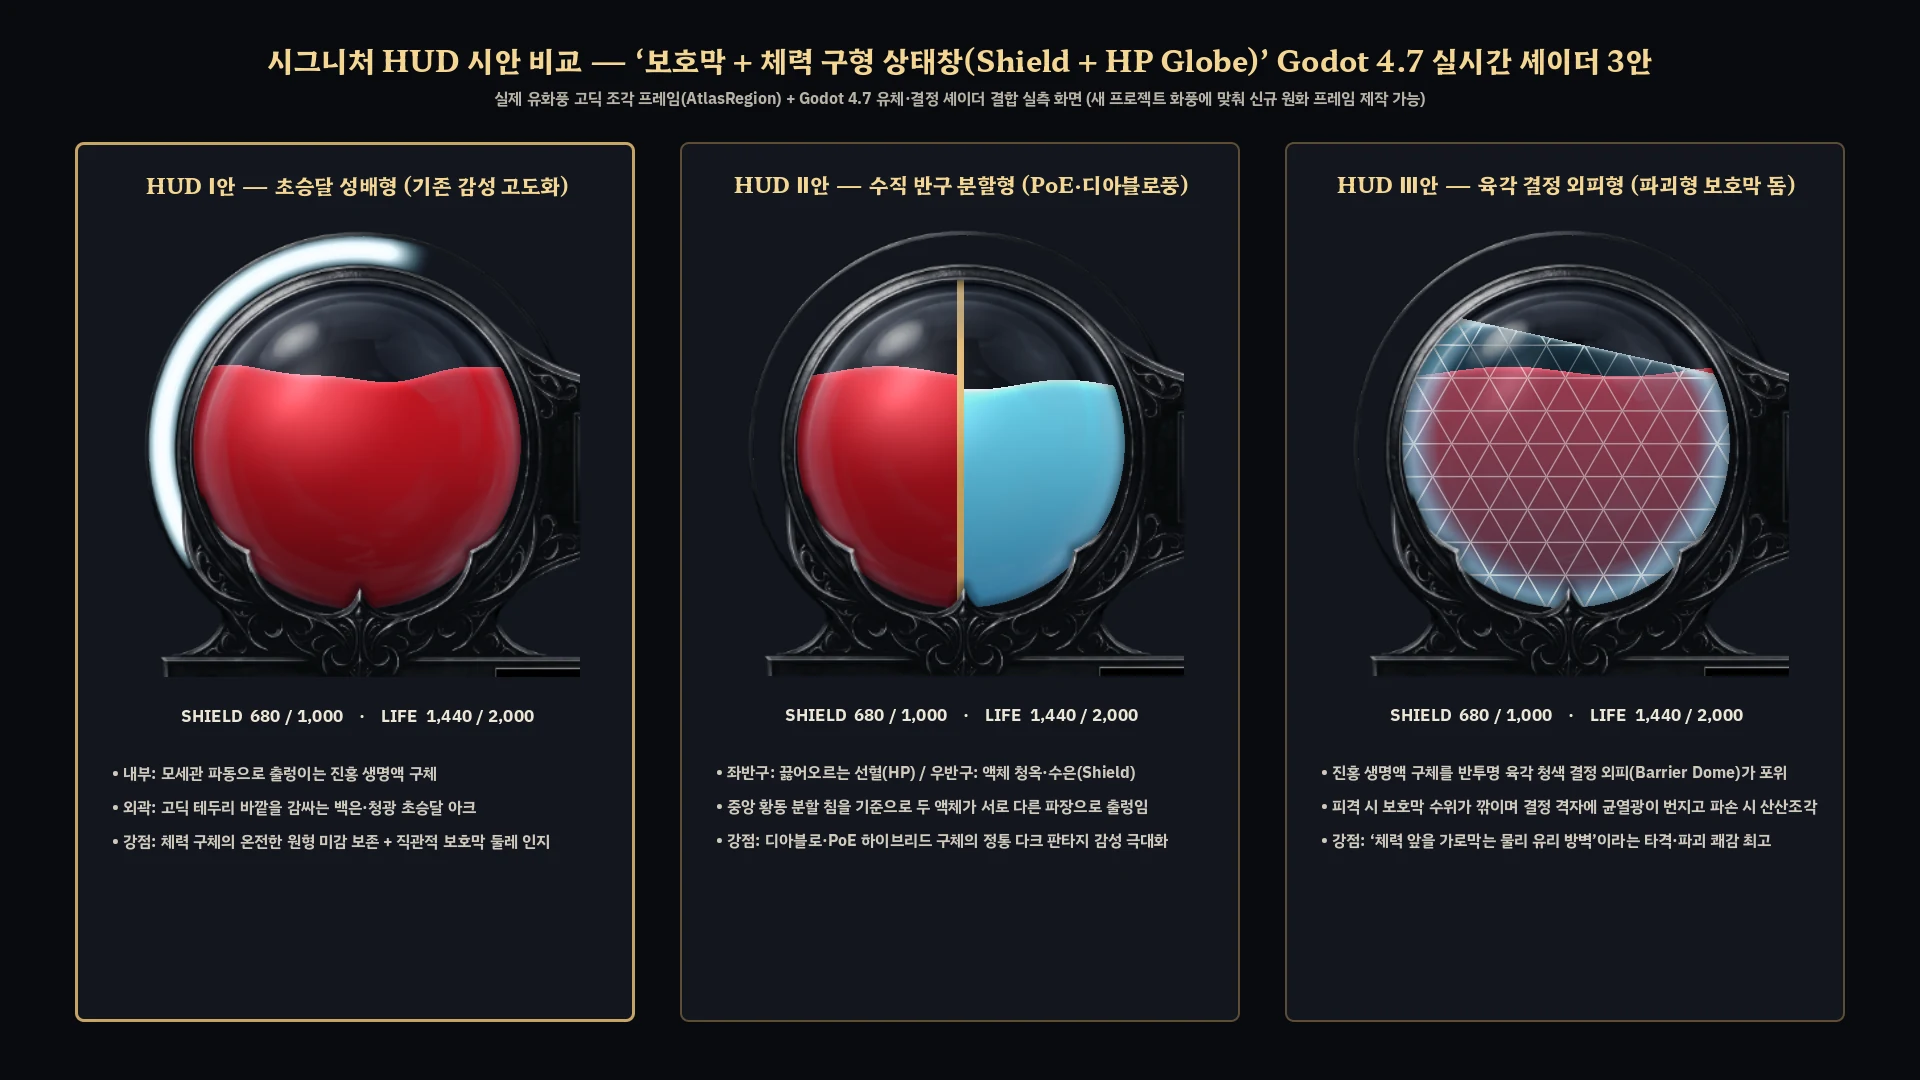 시그니처 HUD 시안 비교 — ‘보호막 + 체력 구형 상태창(Shield + HP Globe)’ Godot 4.7 실시간 셰이더 3안
실제 유화풍 고딕 조각 프레임(AtlasRegion) + Godot 4.7 유체·결정 셰이더 결합 실측 화면 (새 프로젝트 화풍에 맞춰 신규 원화 프레임 제작 가능)
HUD Ⅰ안 — 초승달 성배형 (기존 감성 고도화)
SHIELD 680 / 1,000 · LIFE 1,440 / 2,000
• 내부: 모세관 파동으로 출렁이는 진홍 생명액 구체
• 외곽: 고딕 테두리 바깥을 감싸는 백은·청광 초승달 아크
• 강점: 체력 구체의 온전한 원형 미감 보존 + 직관적 보호막 둘레 인지
HUD Ⅱ안 — 수직 반구 분할형 (PoE·디아블로풍)
SHIELD 680 / 1,000 · LIFE 1,440 / 2,000
• 좌반구: 끓어오르는 선혈(HP) / 우반구: 액체 청옥·수은(Shield)
• 중앙 황동 분할 침을 기준으로 두 액체가 서로 다른 파장으로 출렁임
• 강점: 디아블로·PoE 하이브리드 구체의 정통 다크 판타지 감성 극대화
HUD Ⅲ안 — 육각 결정 외피형 (파괴형 보호막 돔)
SHIELD 680 / 1,000 · LIFE 1,440 / 2,000
• 진홍 생명액 구체를 반투명 육각 청색 결정 외피(Barrier Dome)가 포위
• 피격 시 보호막 수위가 깎이며 결정 격자에 균열광이 번지고 파손 시 산산조각
• 강점: ‘체력 앞을 가로막는 물리 유리 방벽’이라는 타격·파괴 쾌감 최고